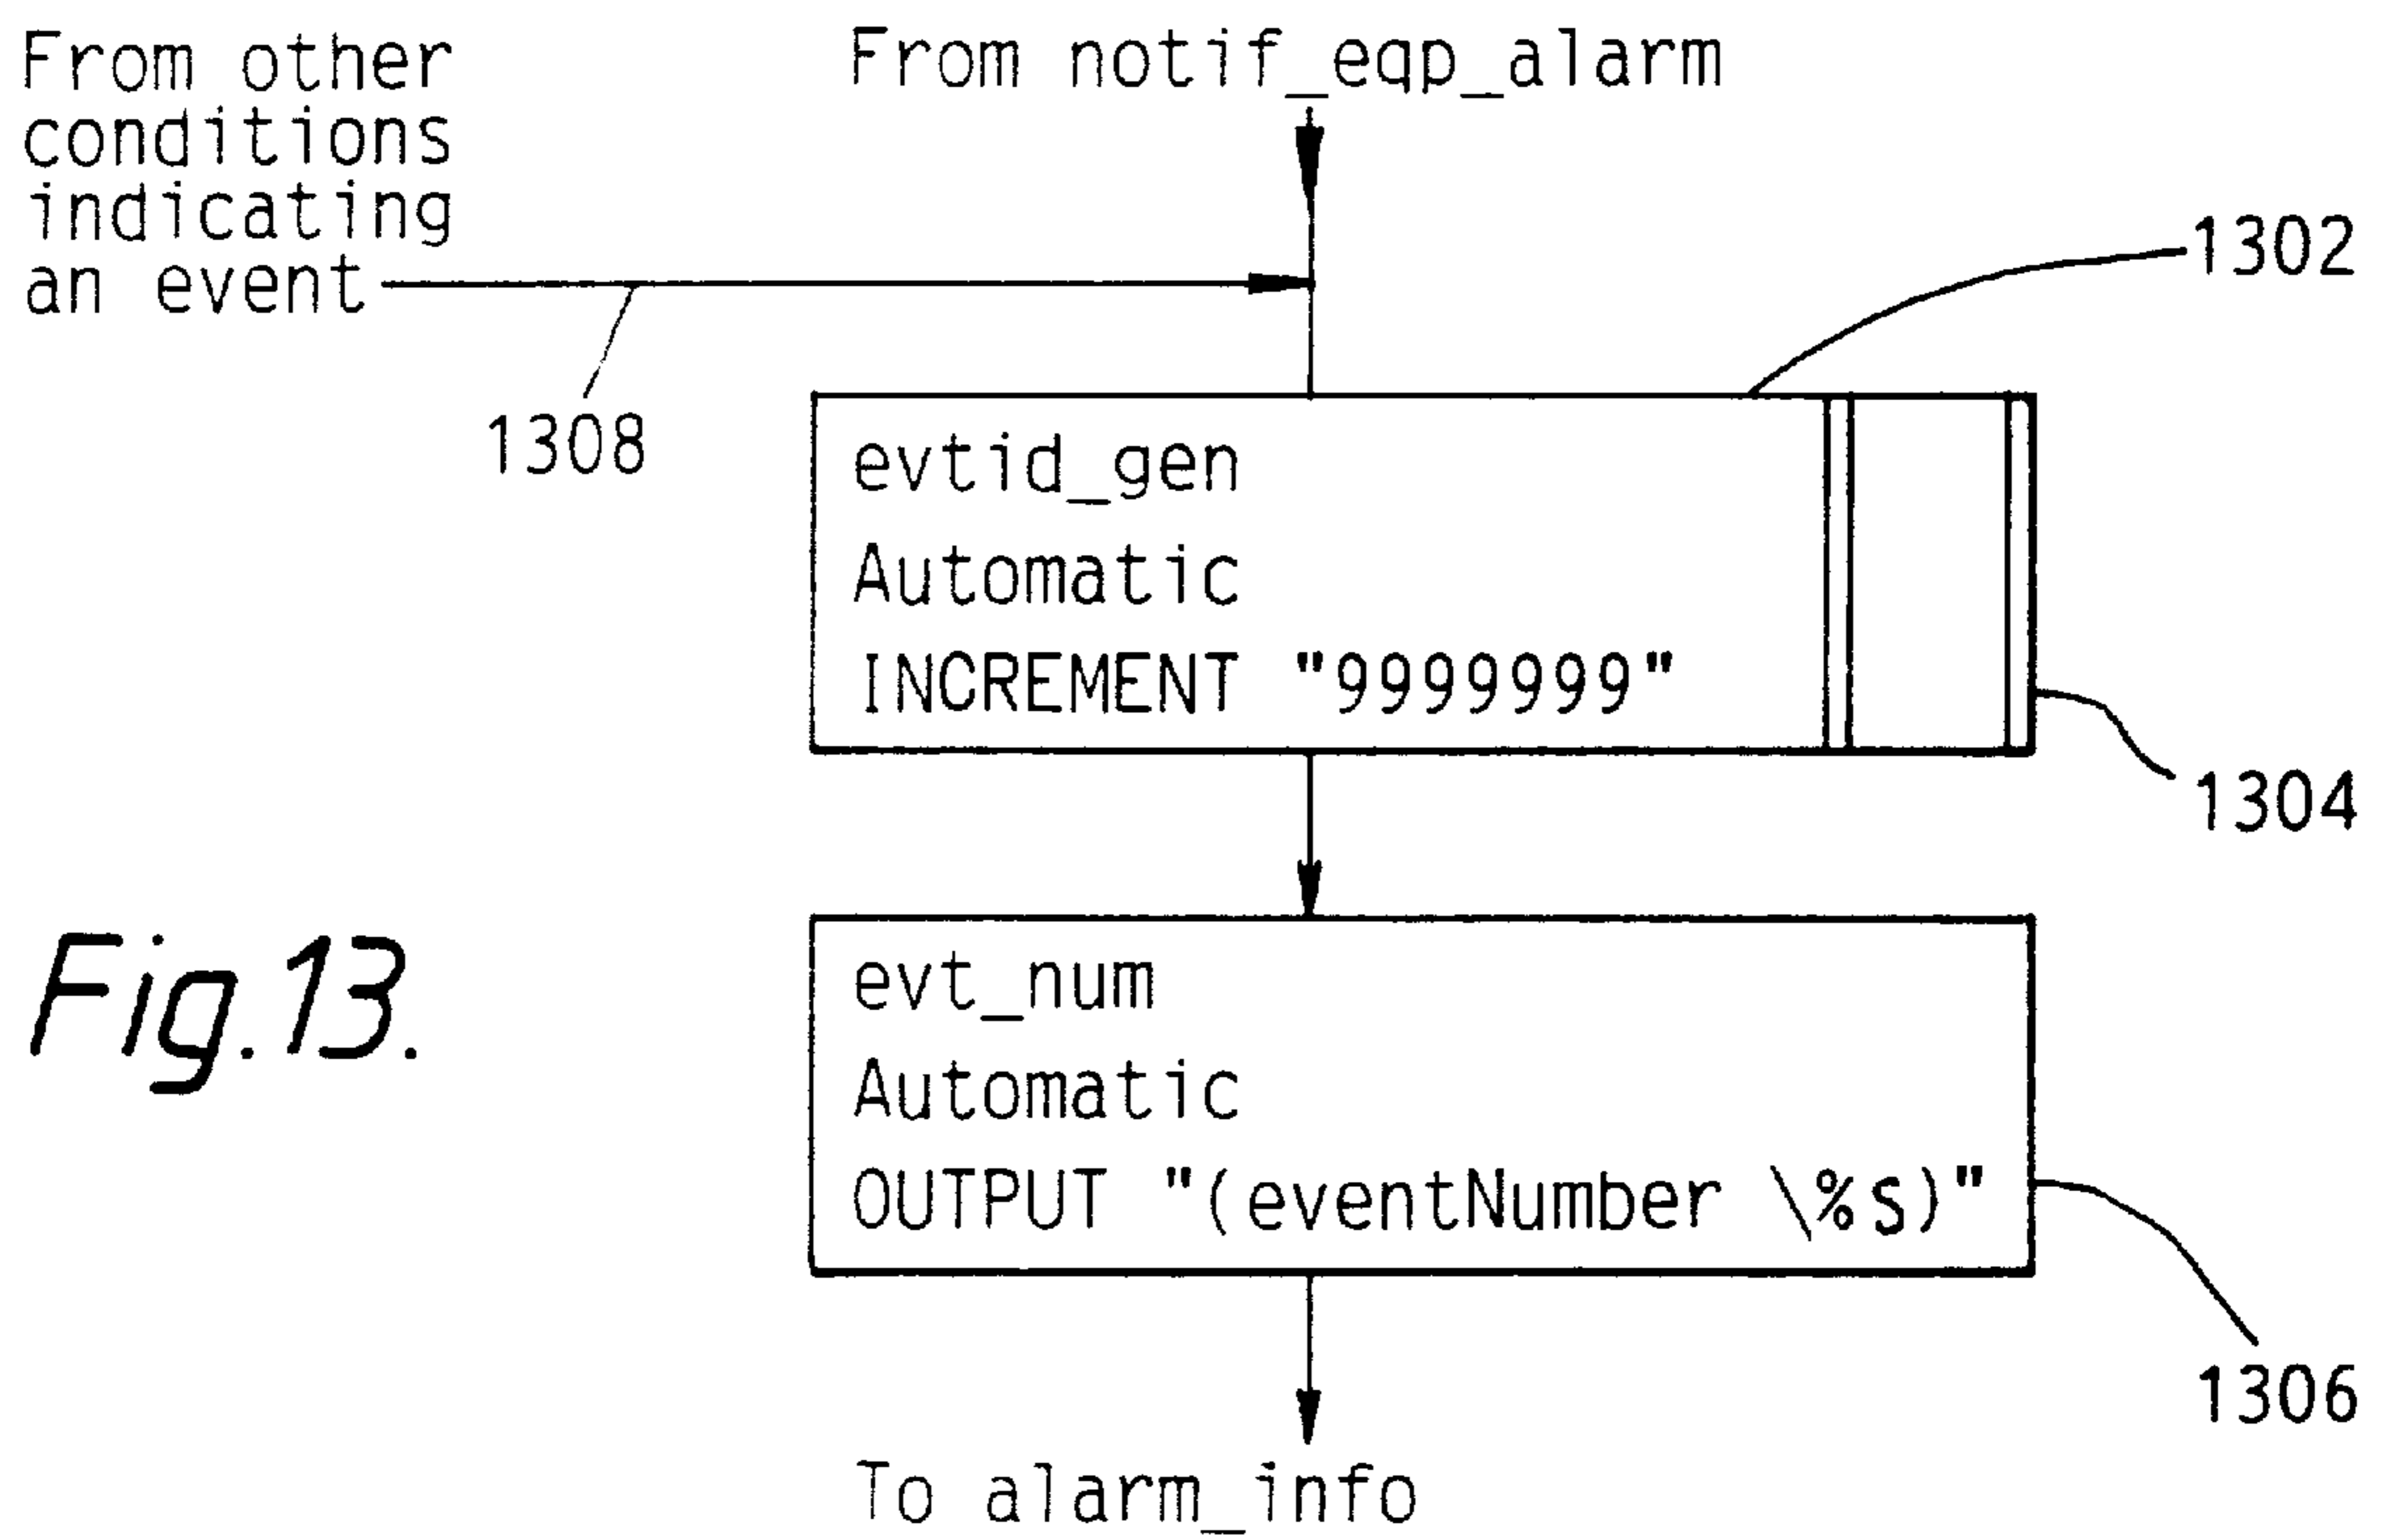 From other
conditions
indicating
an event
From notif_eqp_alarm
1302
1308
evtid_gen
Automatic
INCREMENT "9999999"
1304
Fig.13.
evt_num
Automatic
OUTPUT "(eventNumber \%s)"
1306
To alarm_info